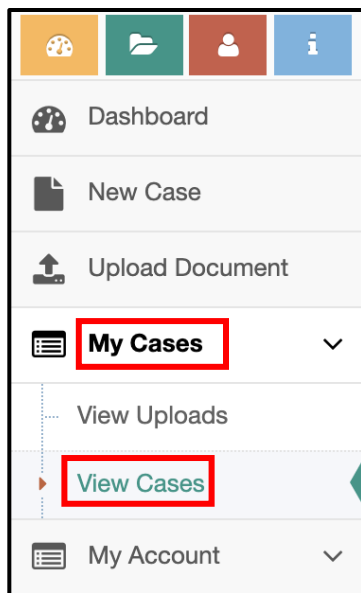 Dashboard
New Case
Upload Document
My Cases
View Uploads
View Cases
My Account